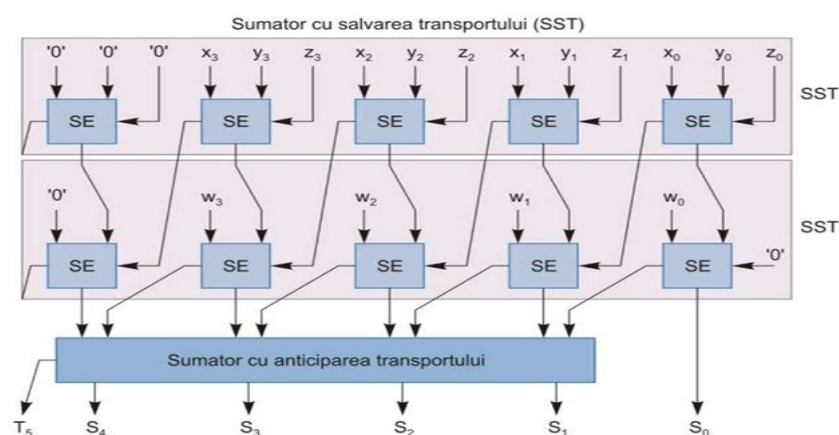 Sumator cu salvarea transportului (SST)
'0' '0' '0' x₃ y₃ z₃ x₂ y₂ z₂ x₁ y₁ z₁ x₀ y₀ z₀
SST
SE SE SE SE SE
'0' w₃ w₂ w₁ w₀
SST
SE SE SE SE SE '0'
Sumator cu anticiparea transportului
T₅ S₄ S₃ S₂ S₁ S₀